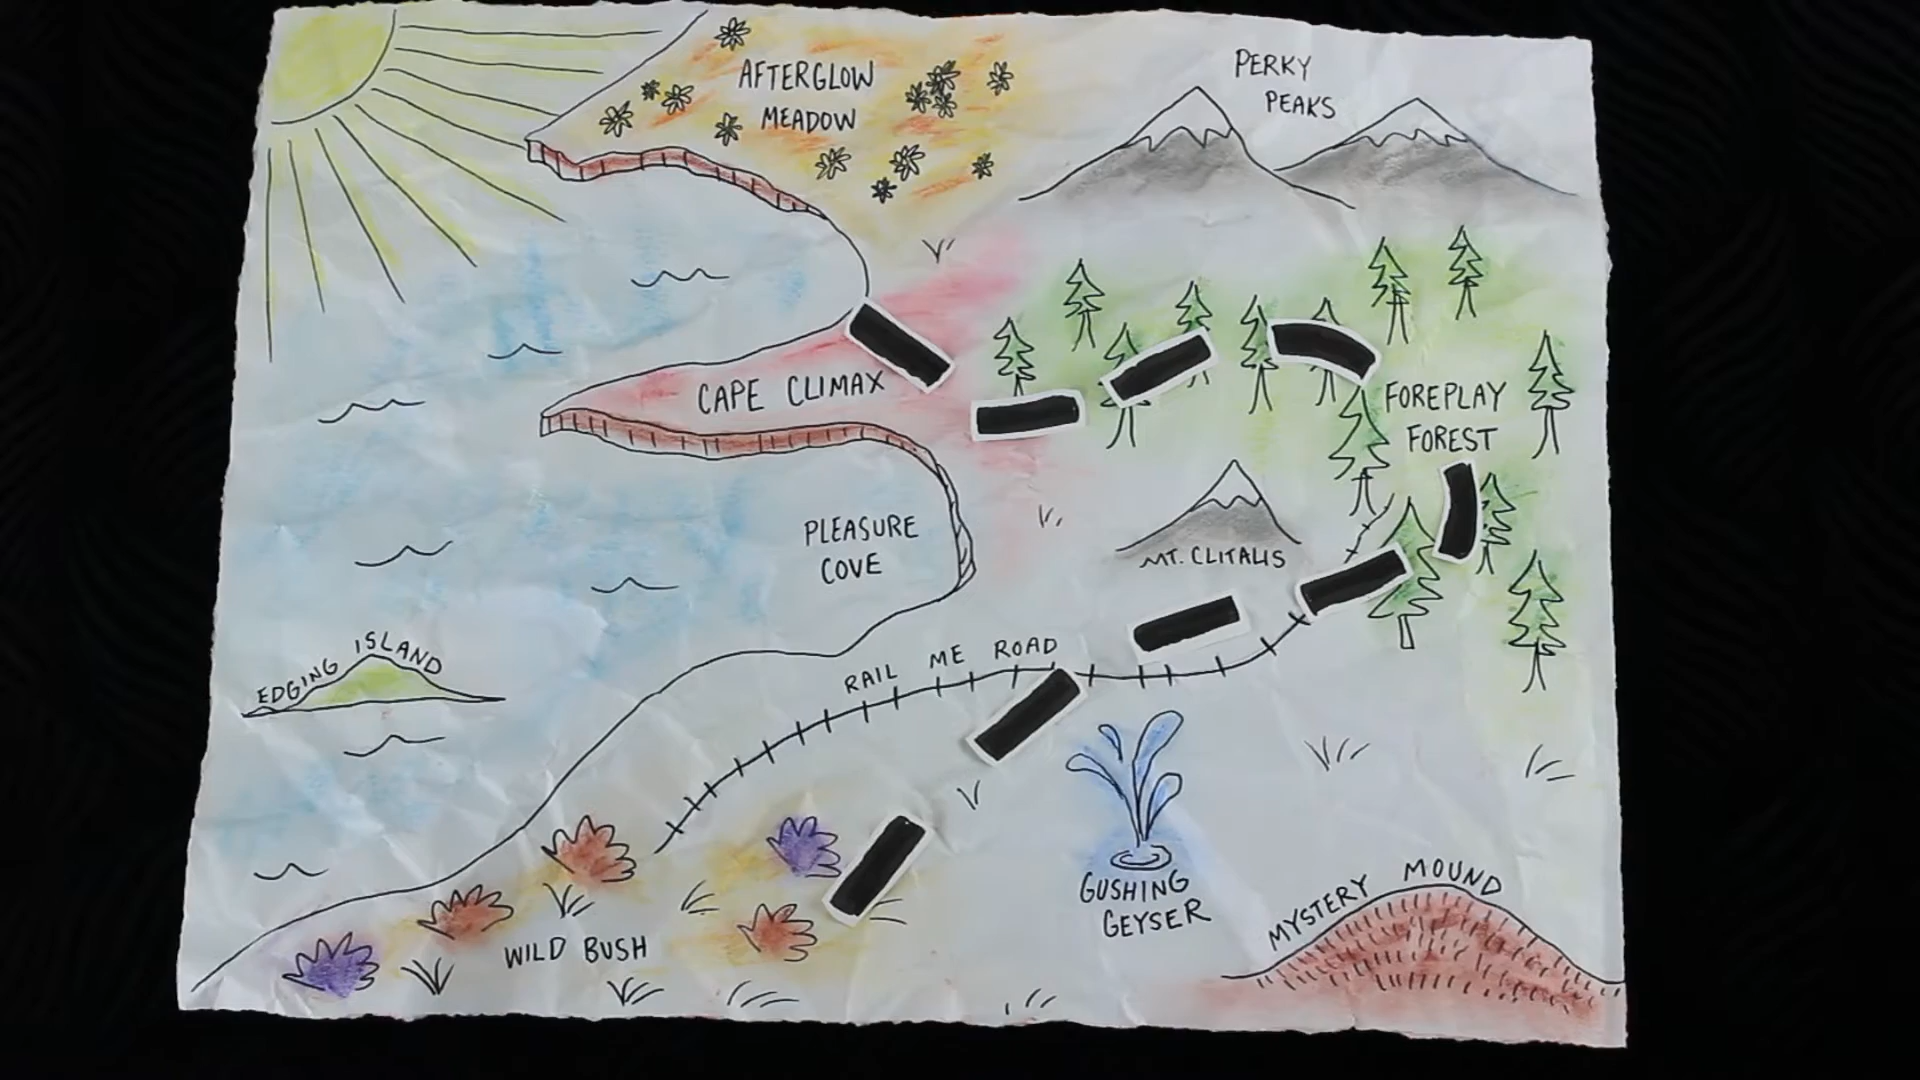 AFTERGLOW
MEADOW
PERKY
PEAKS
CAPE CLIMAX
FOREPLAY
FOREST
PLEASURE
COVE
MT. CLITALIS
EDGING ISLAND
RAIL ME ROAD
GUSHING
GEYSER
MYSTERY MOUND
WILD BUSH